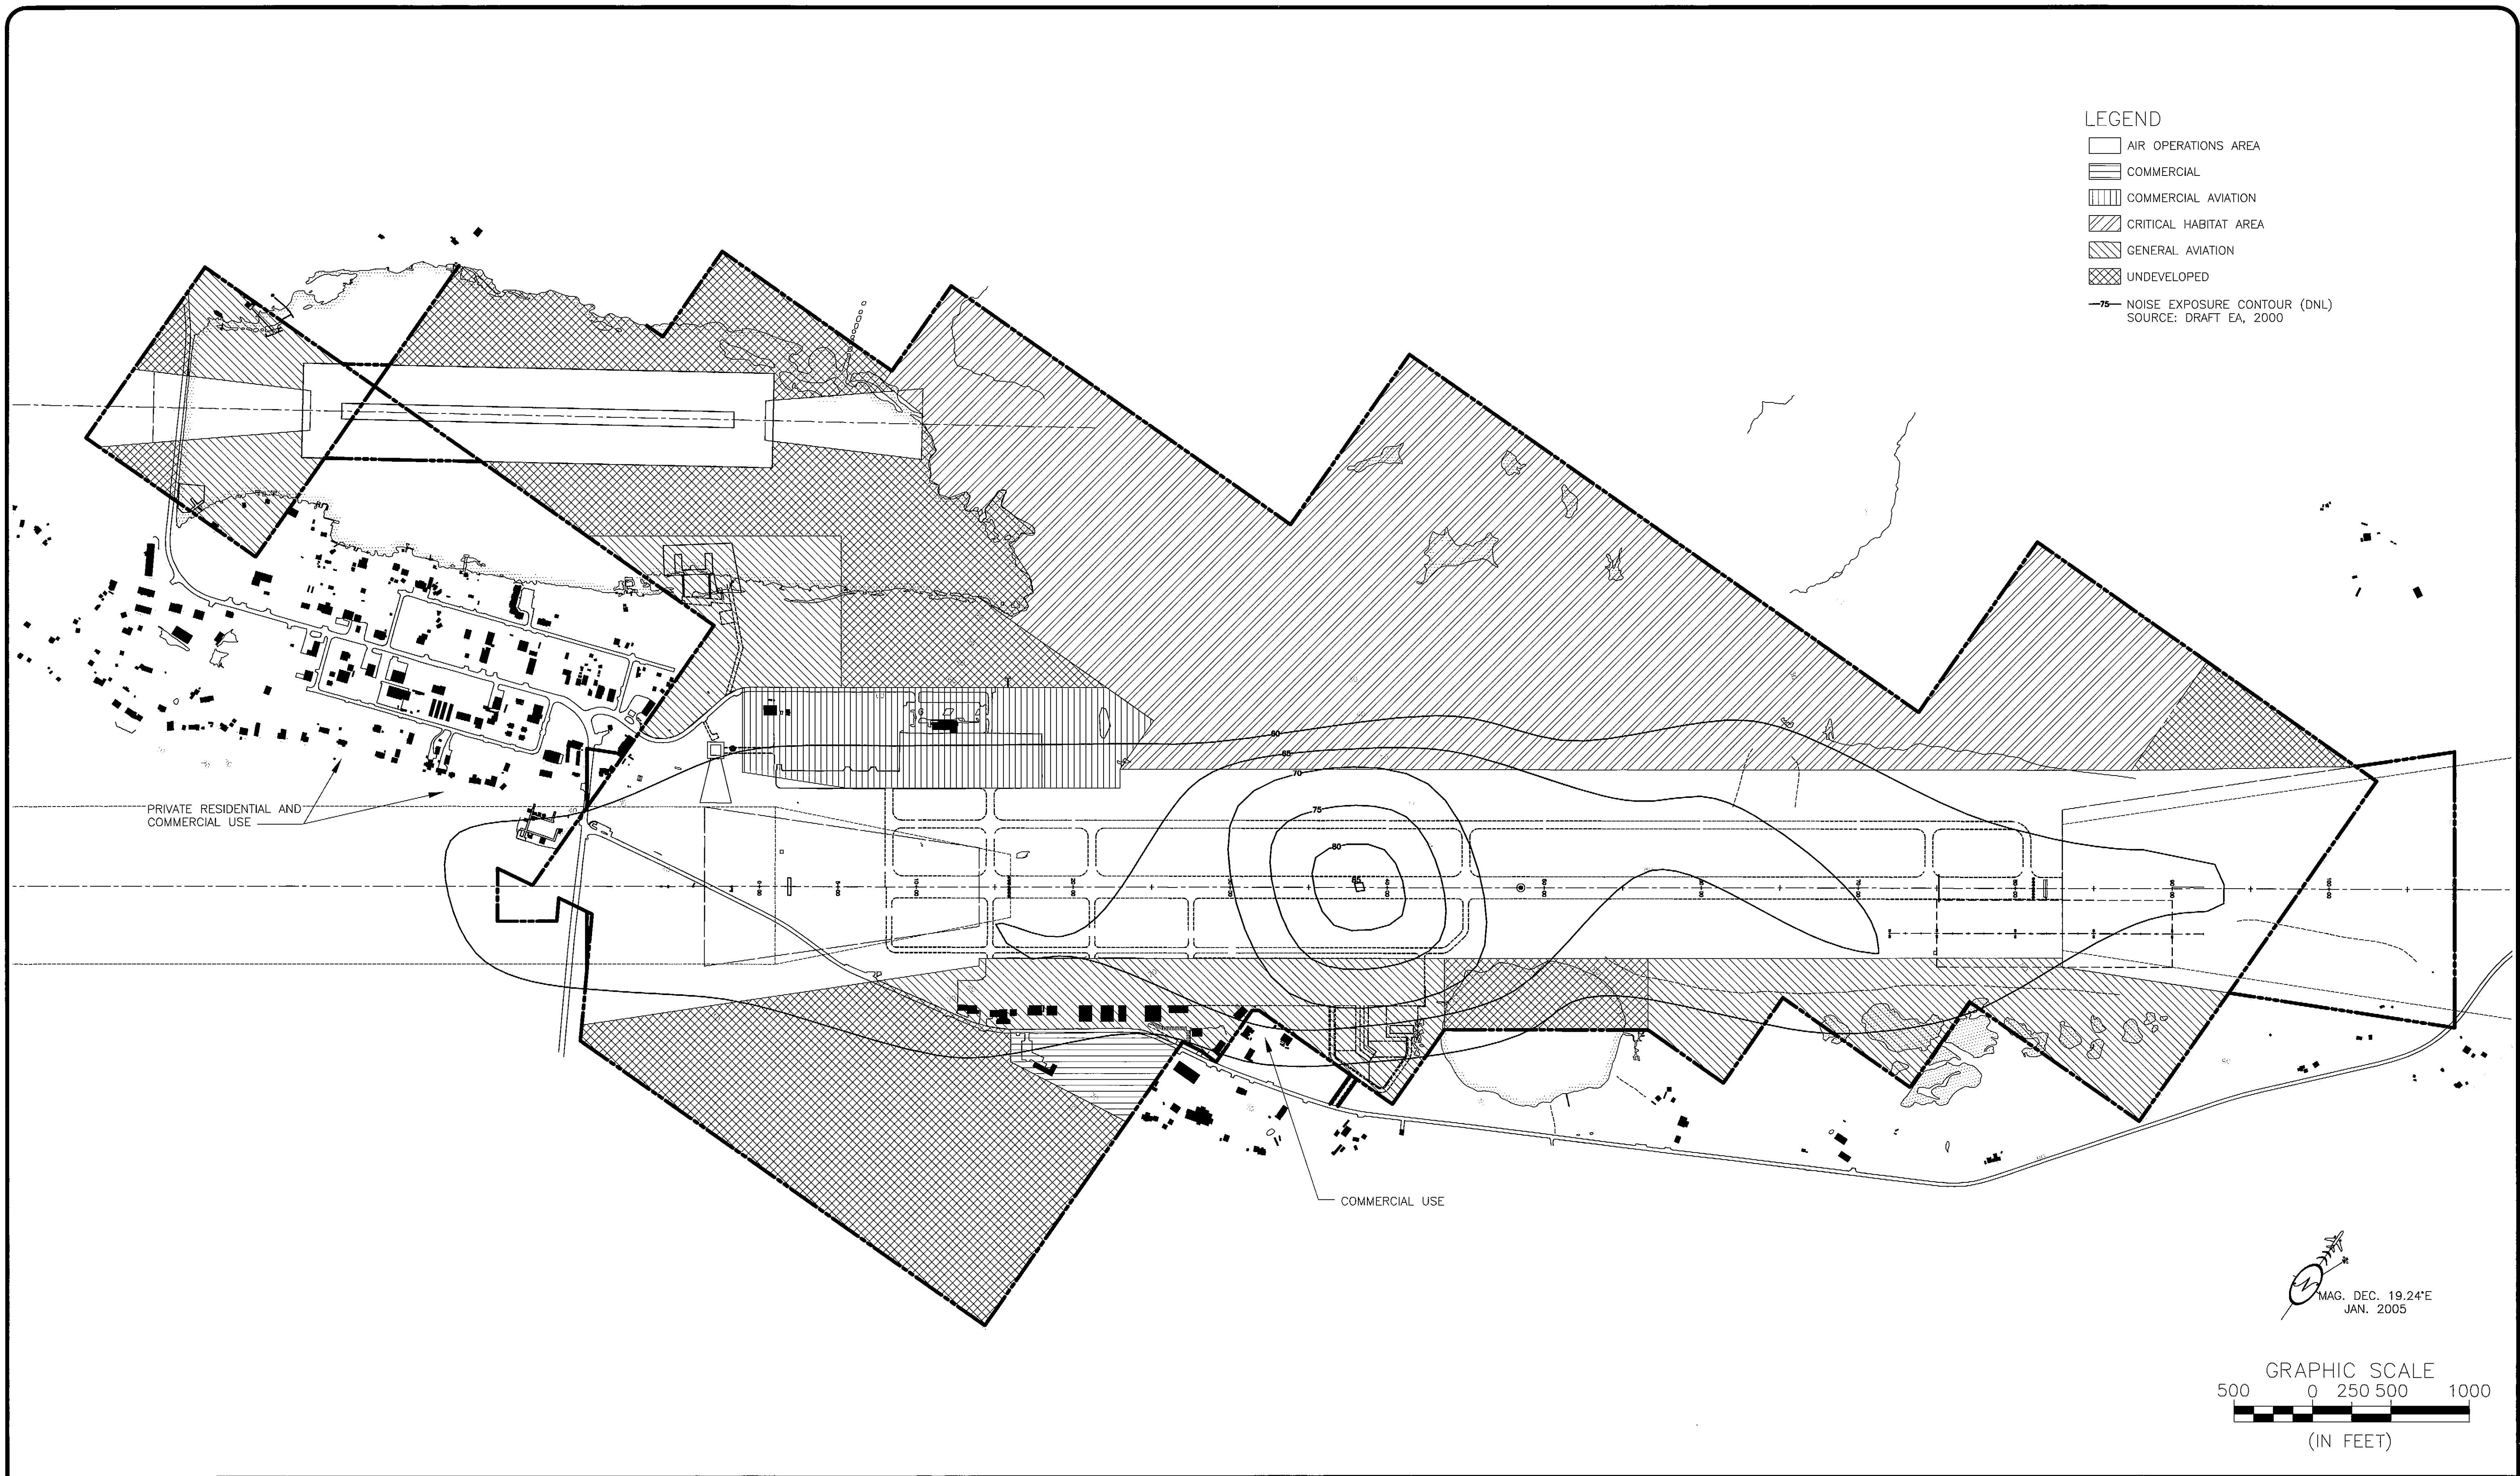 LEGEND
AIR OPERATIONS AREA
COMMERCIAL
COMMERCIAL AVIATION
CRITICAL HABITAT AREA
GENERAL AVIATION
UNDEVELOPED
75 NOISE EXPOSURE CONTOUR (DNL)
SOURCE: DRAFT EA, 2000
60
65
70
75
80
85
PRIVATE RESIDENTIAL AND
COMMERCIAL USE
COMMERCIAL USE
N
MAG. DEC. 19.24°E
JAN. 2005
GRAPHIC SCALE
500 0 250 500 1000
(IN FEET)